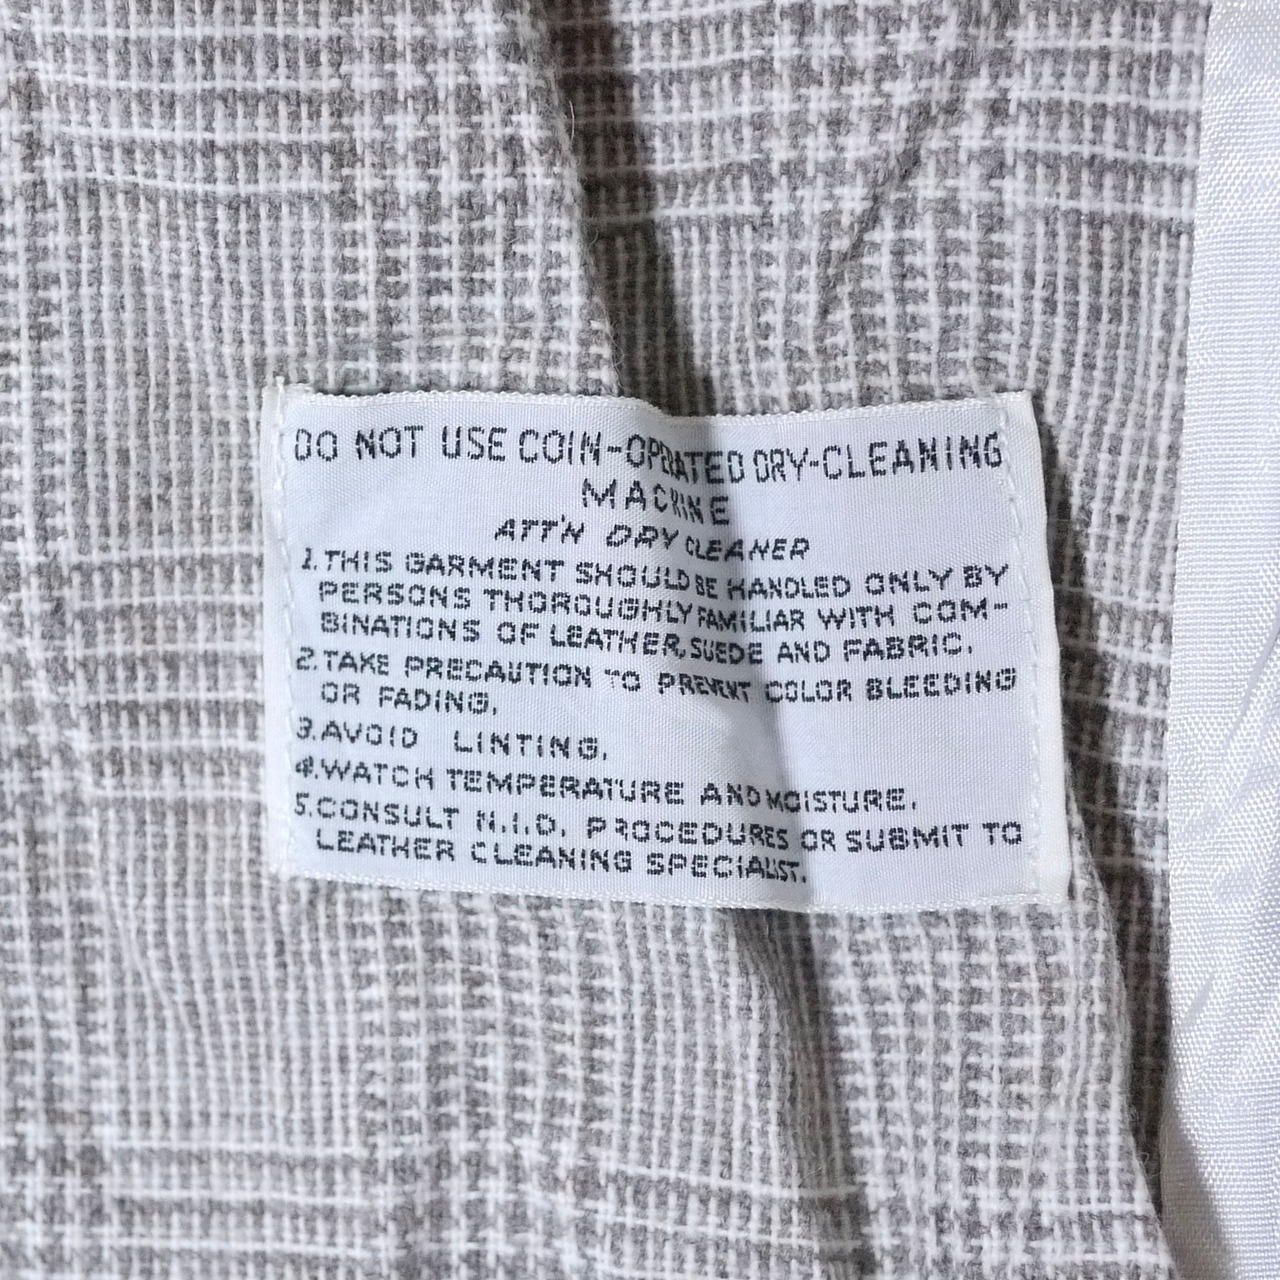 DO NOT USE COIN-OPERATED DRY-CLEANING
MACHINE
ATT'N DRY CLEANER
1. THIS GARMENT SHOULD BE HANDLED ONLY BY
PERSONS THOROUGHLY FAMILIAR WITH COM-
BINATIONS OF LEATHER, SUEDE AND FABRIC.
2. TAKE PRECAUTION TO PREVENT COLOR BLEEDING
OR FADING.
3. AVOID LINTING.
4. WATCH TEMPERATURE AND MOISTURE.
5. CONSULT N.I.D. PROCEDURES OR SUBMIT TO
LEATHER CLEANING SPECIALIST.